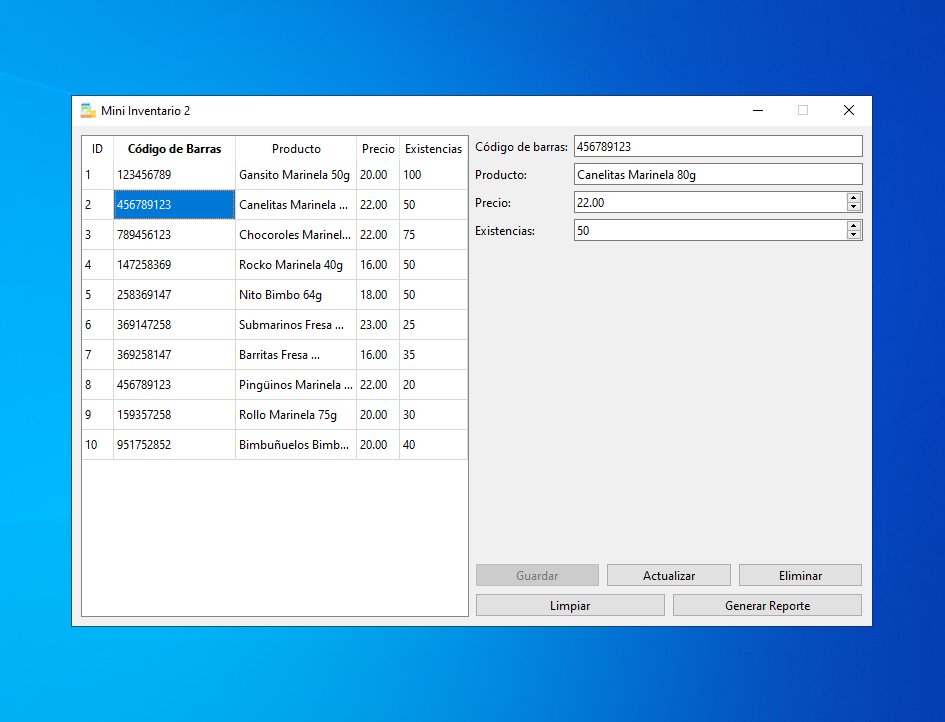 Mini Inventario 2
ID Código de Barras Producto Precio Existencias
1 123456789 Gansito Marinela 50g 20.00 100
2 456789123 Canelitas Marinela ... 22.00 50
3 789456123 Chocoroles Marinel... 22.00 75
4 147258369 Rocko Marinela 40g 16.00 50
5 258369147 Nito Bimbo 64g 18.00 50
6 369147258 Submarinos Fresa ... 23.00 25
7 369258147 Barritas Fresa ... 16.00 35
8 456789123 Pingüinos Marinela ... 22.00 20
9 159357258 Rollo Marinela 75g 20.00 30
10 951752852 Bimbuñuelos Bimb... 20.00 40
Código de barras: 456789123
Producto: Canelitas Marinela 80g
Precio: 22.00
Existencias: 50
Guardar Actualizar Eliminar
Limpiar Generar Reporte